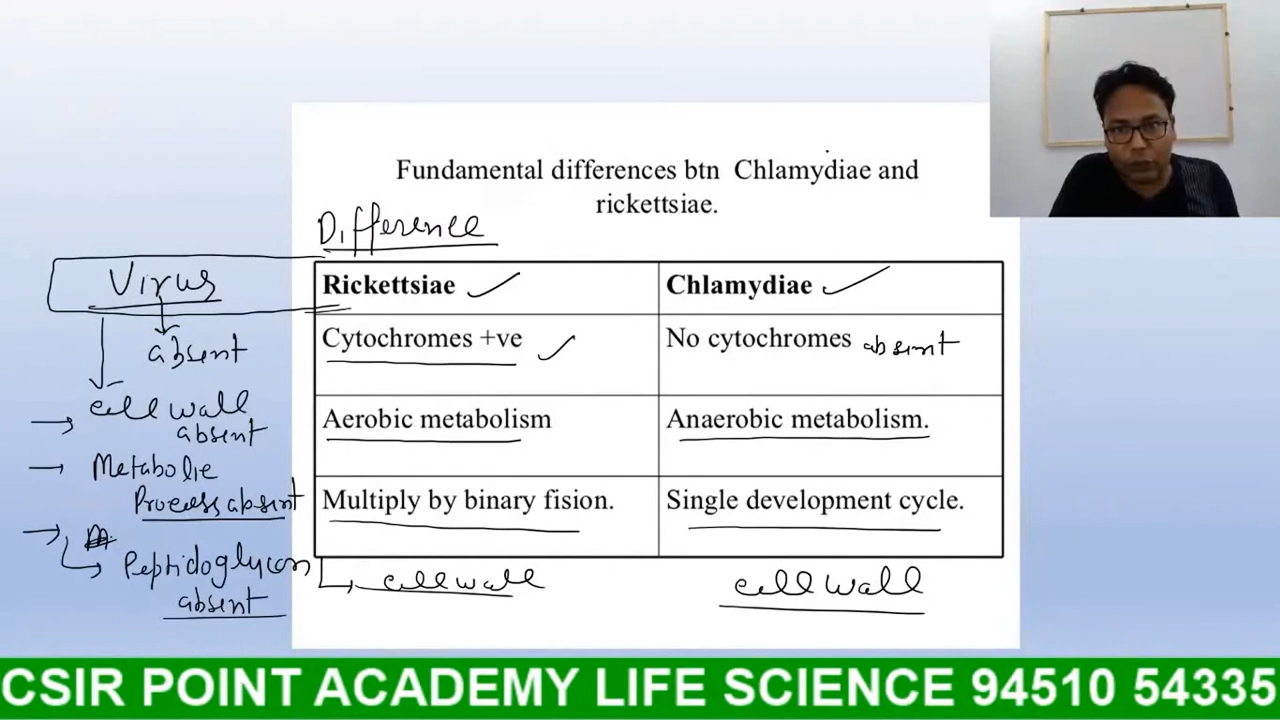 Fundamental differences btn Chlamydiae and
rickettsiae.
Difference
Virus
absent
cell wall
absent
Metabolic
Process absent
Peptidoglycan
absent
Rickettsiae
Chlamydiae
Cytochromes +ve
No cytochromes absent
Aerobic metabolism
Anaerobic metabolism.
Multiply by binary fision.
Single development cycle.
cell wall
cell wall
CSIR POINT ACADEMY LIFE SCIENCE 94510 54335